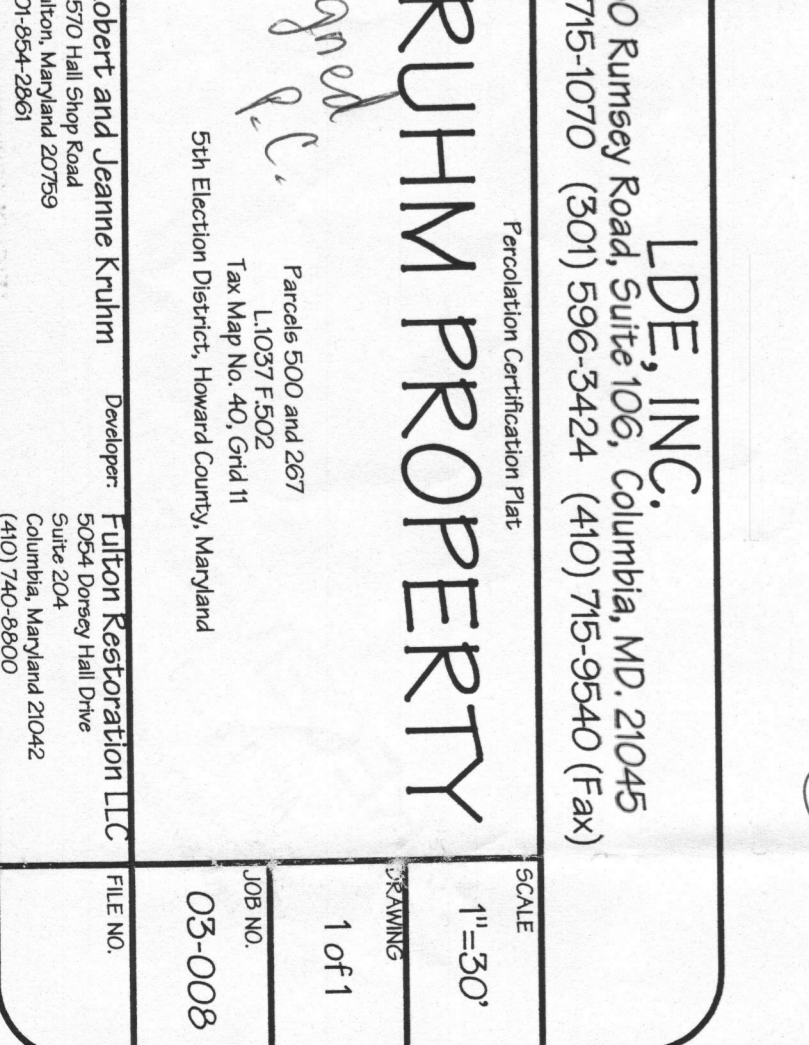 LDE, INC.
0 Rumsey Road, Suite 106, Columbia, MD. 21045
715-1070 (301) 596-3424 (410) 715-9540 (Fax)
Percolation Certification Plat
RUHM PROPERTY
Parcels 500 and 267
L.1037 F.502
Tax Map No. 40, Grid 11
5th Election District, Howard County, Maryland
gned
P.C.
SCALE
1"=30'
DRAWING
1 of 1
JOB NO.
03-008
FILE NO.
obert and Jeanne Kruhm
570 Hall Shop Road
ulton, Maryland 20759
01-854-2861
Developer:
Fulton Restoration LLC
5054 Dorsey Hall Drive
Suite 204
Columbia, Maryland 21042
(410) 740-8800